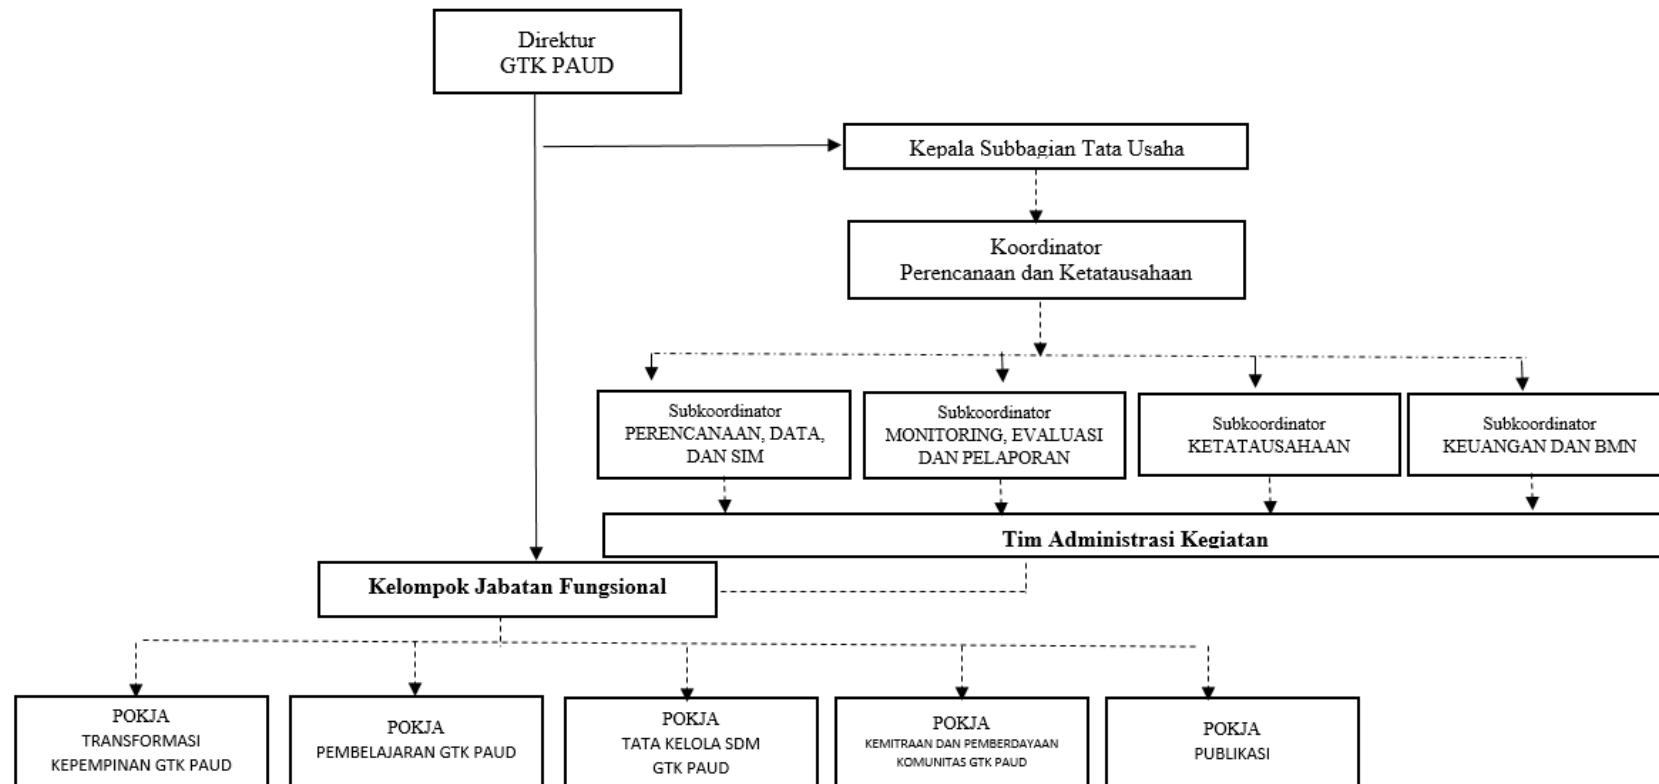 Direktur
GTK PAUD
Kepala Subbagian Tata Usaha
Koordinator
Perencanaan dan Ketatausahaan
Subkoordinator
PERENCANAAN, DATA,
DAN SIM
Subkoordinator
MONITORING, EVALUASI
DAN PELAPORAN
Subkoordinator
KETATAUSAHAAN
Subkoordinator
KEUANGAN DAN BMN
Tim Administrasi Kegiatan
Kelompok Jabatan Fungsional
POKJA
TRANSFORMASI
KEPEMPINAN GTK PAUD
POKJA
PEMBELAJARAN GTK PAUD
POKJA
TATA KELOLA SDM
GTK PAUD
POKJA
KEMITRAAN DAN PEMBERDAYAAN
KOMUNITAS GTK PAUD
POKJA
PUBLIKASI